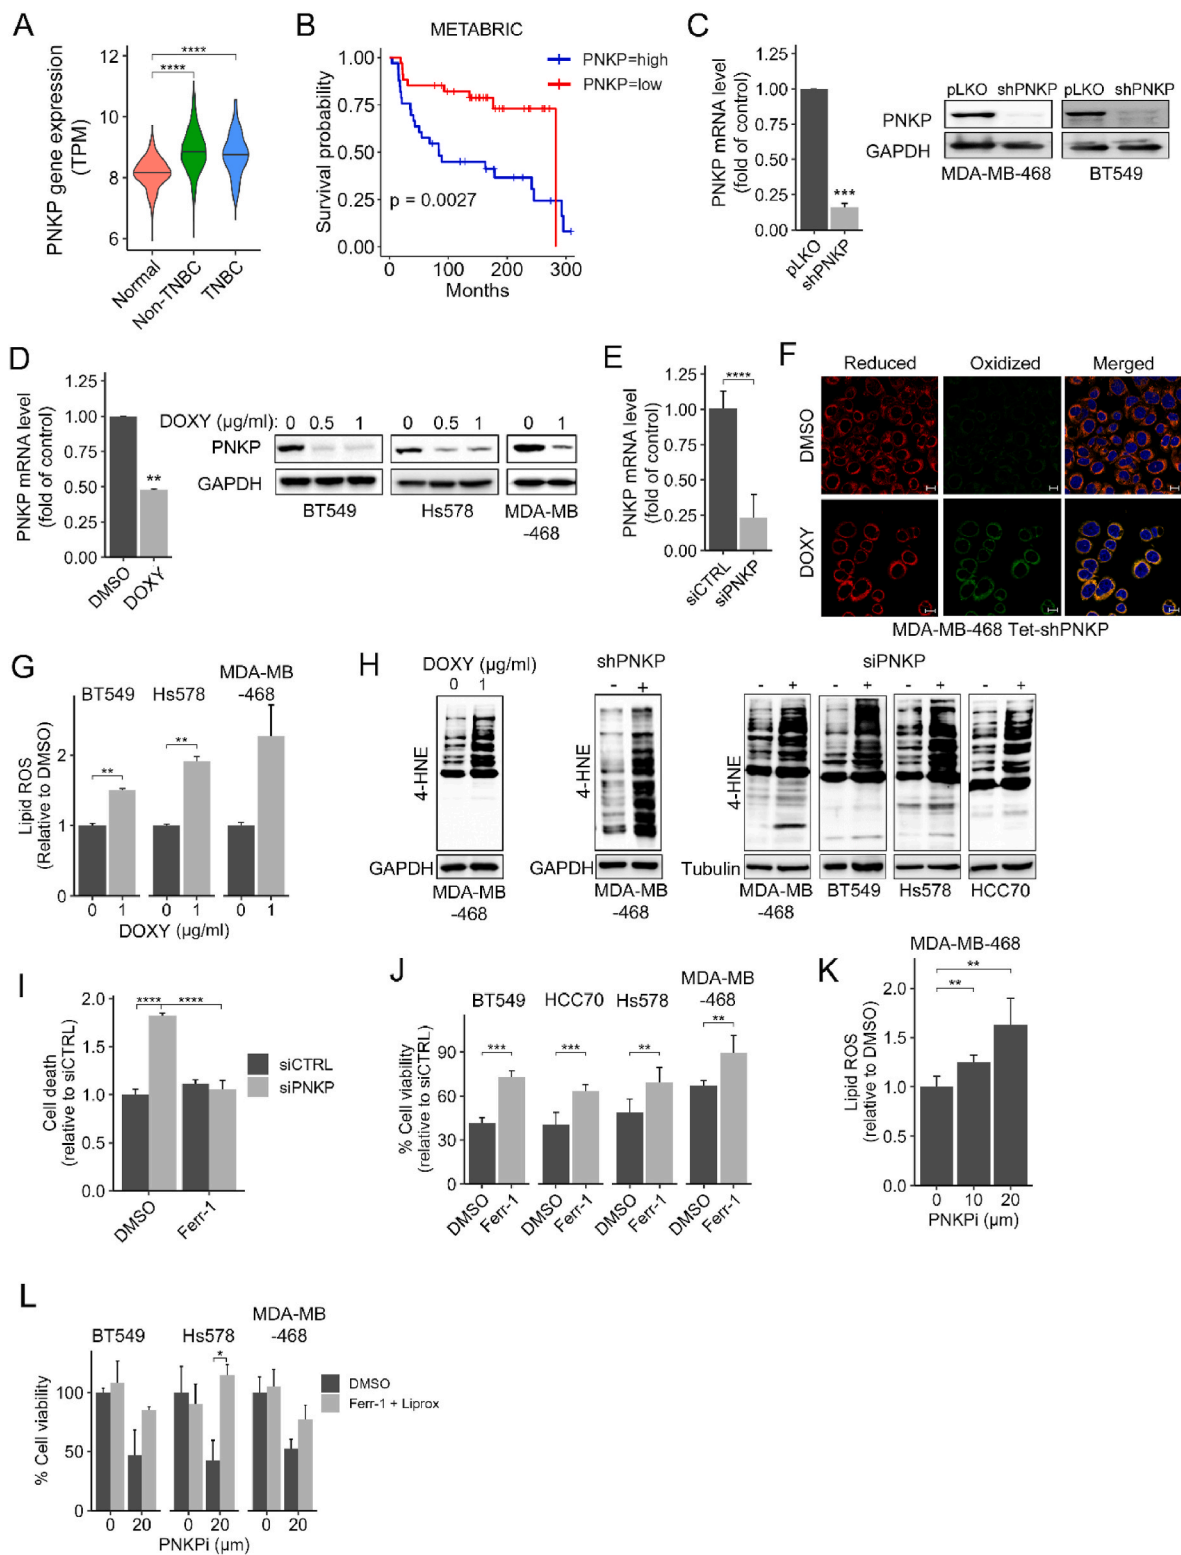 A
PNKP gene expression
(TPM)
12
10
8
6
****
****
Normal
Non-TNBC
TNBC
B
METABRIC
Survival probability
1.00
0.75
0.50
0.25
0.00
PNKP=high
PNKP=low
p = 0.0027
0 100 200 300
Months
C
PNKP mRNA level
(fold of control)
1.25
1.00
0.75
0.50
0.25
0.00
***
pLKO
shPNKP
pLKO shPNKP pLKO shPNKP
PNKP
GAPDH
MDA-MB-468 BT549
D
PNKP mRNA level
(fold of control)
1.25
1.00
0.75
0.50
0.25
0.00
**
DMSO
DOXY
DOXY (µg/ml): 0 0.5 1 0 0.5 1 0 1
PNKP
GAPDH
BT549 Hs578 MDA-MB
-468
E
PNKP mRNA level
(fold of control)
1.25
1.00
0.75
0.50
0.25
0.00
****
siCTRL
siPNKP
F
Reduced Oxidized Merged
DMSO
DOXY
MDA-MB-468 Tet-shPNKP
G
BT549 Hs578 MDA-MB
-468
Lipid ROS
(Relative to DMSO)
2
1
0
**
**
0 1 0 1 0 1
DOXY (µg/ml)
H
DOXY (µg/ml)
0 1
4-HNE
GAPDH
MDA-MB
-468
shPNKP
- +
4-HNE
GAPDH
MDA-MB
-468
siPNKP
- + - + - + - +
4-HNE
Tubulin
MDA-MB
-468
BT549 Hs578 HCC70
I
Cell death
(relative to siCTRL)
2.0
1.5
1.0
0.5
0.0
**** ****
siCTRL
siPNKP
DMSO
Ferr-1
J
BT549 HCC70 Hs578 MDA-MB
-468
% Cell viability
(relative to siCTRL)
90
60
30
0
*** *** ** **
DMSO Ferr-1 DMSO Ferr-1 DMSO Ferr-1 DMSO Ferr-1
K
MDA-MB-468
Lipid ROS
(relative to DMSO)
2.0
1.5
1.0
0.5
0.0
**
**
0 10 20
PNKPi (µm)
L
BT549 Hs578 MDA-MB
-468
% Cell viability
100
50
0
*
DMSO
Ferr-1 + Liprox
0 20 0 20 0 20
PNKPi (µm)